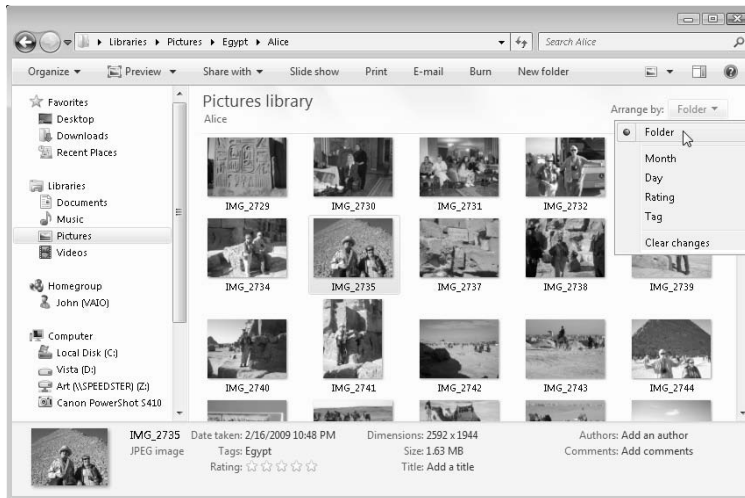 Libraries ▸ Pictures ▸ Egypt ▸ Alice
Search Alice
Organize Preview Share with Slide show Print E-mail Burn New folder
Favorites
Desktop
Downloads
Recent Places
Libraries
Documents
Music
Pictures
Videos
Homegroup
John (VAIO)
Computer
Local Disk (C:)
Vista (D:)
Art (\\SPEEDSTER) (Z:)
Canon PowerShot S410
Pictures library
Alice
Arrange by: Folder
Folder
Month
Day
Rating
Tag
Clear changes
IMG_2729 IMG_2730 IMG_2731 IMG_2732
IMG_2734 IMG_2735 IMG_2737 IMG_2738 IMG_2739
IMG_2740 IMG_2741 IMG_2742 IMG_2743 IMG_2744
IMG_2735 Date taken: 2/16/2009 10:48 PM Dimensions: 2592 x 1944 Authors: Add an author
JPEG image Tags: Egypt Size: 1.63 MB Comments: Add comments
Rating: Title: Add a title